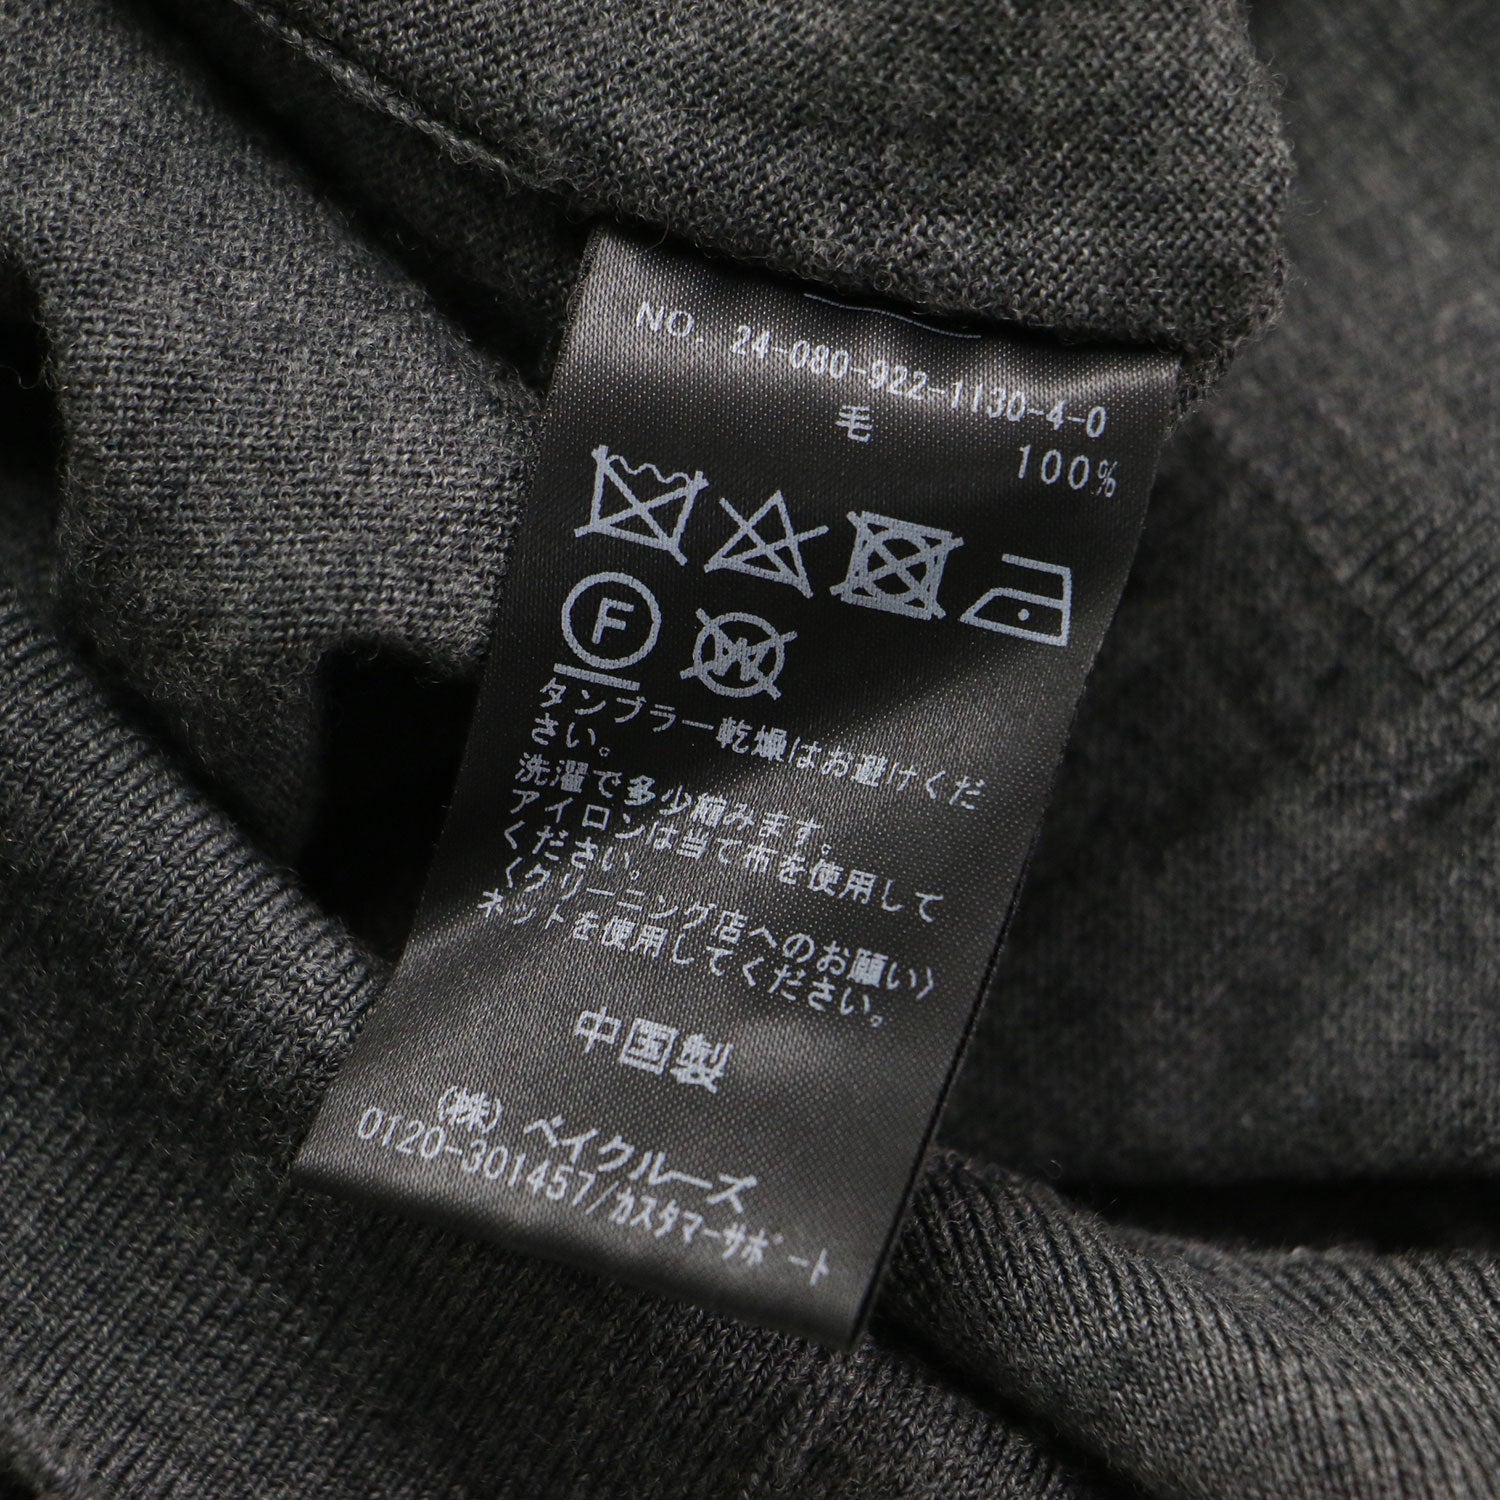 NO. 24-080-922-1130-4-0
毛 100%
F
W
タンブラー乾燥はお避けくだ
さい。
洗濯で多少縮みます。
アイロンは当て布を使用して
ください。
〈クリーニング店へのお願い〉
ネットを使用してください。
中国製
(株) ベイクルーズ
0120-301457/カスタマーサポート